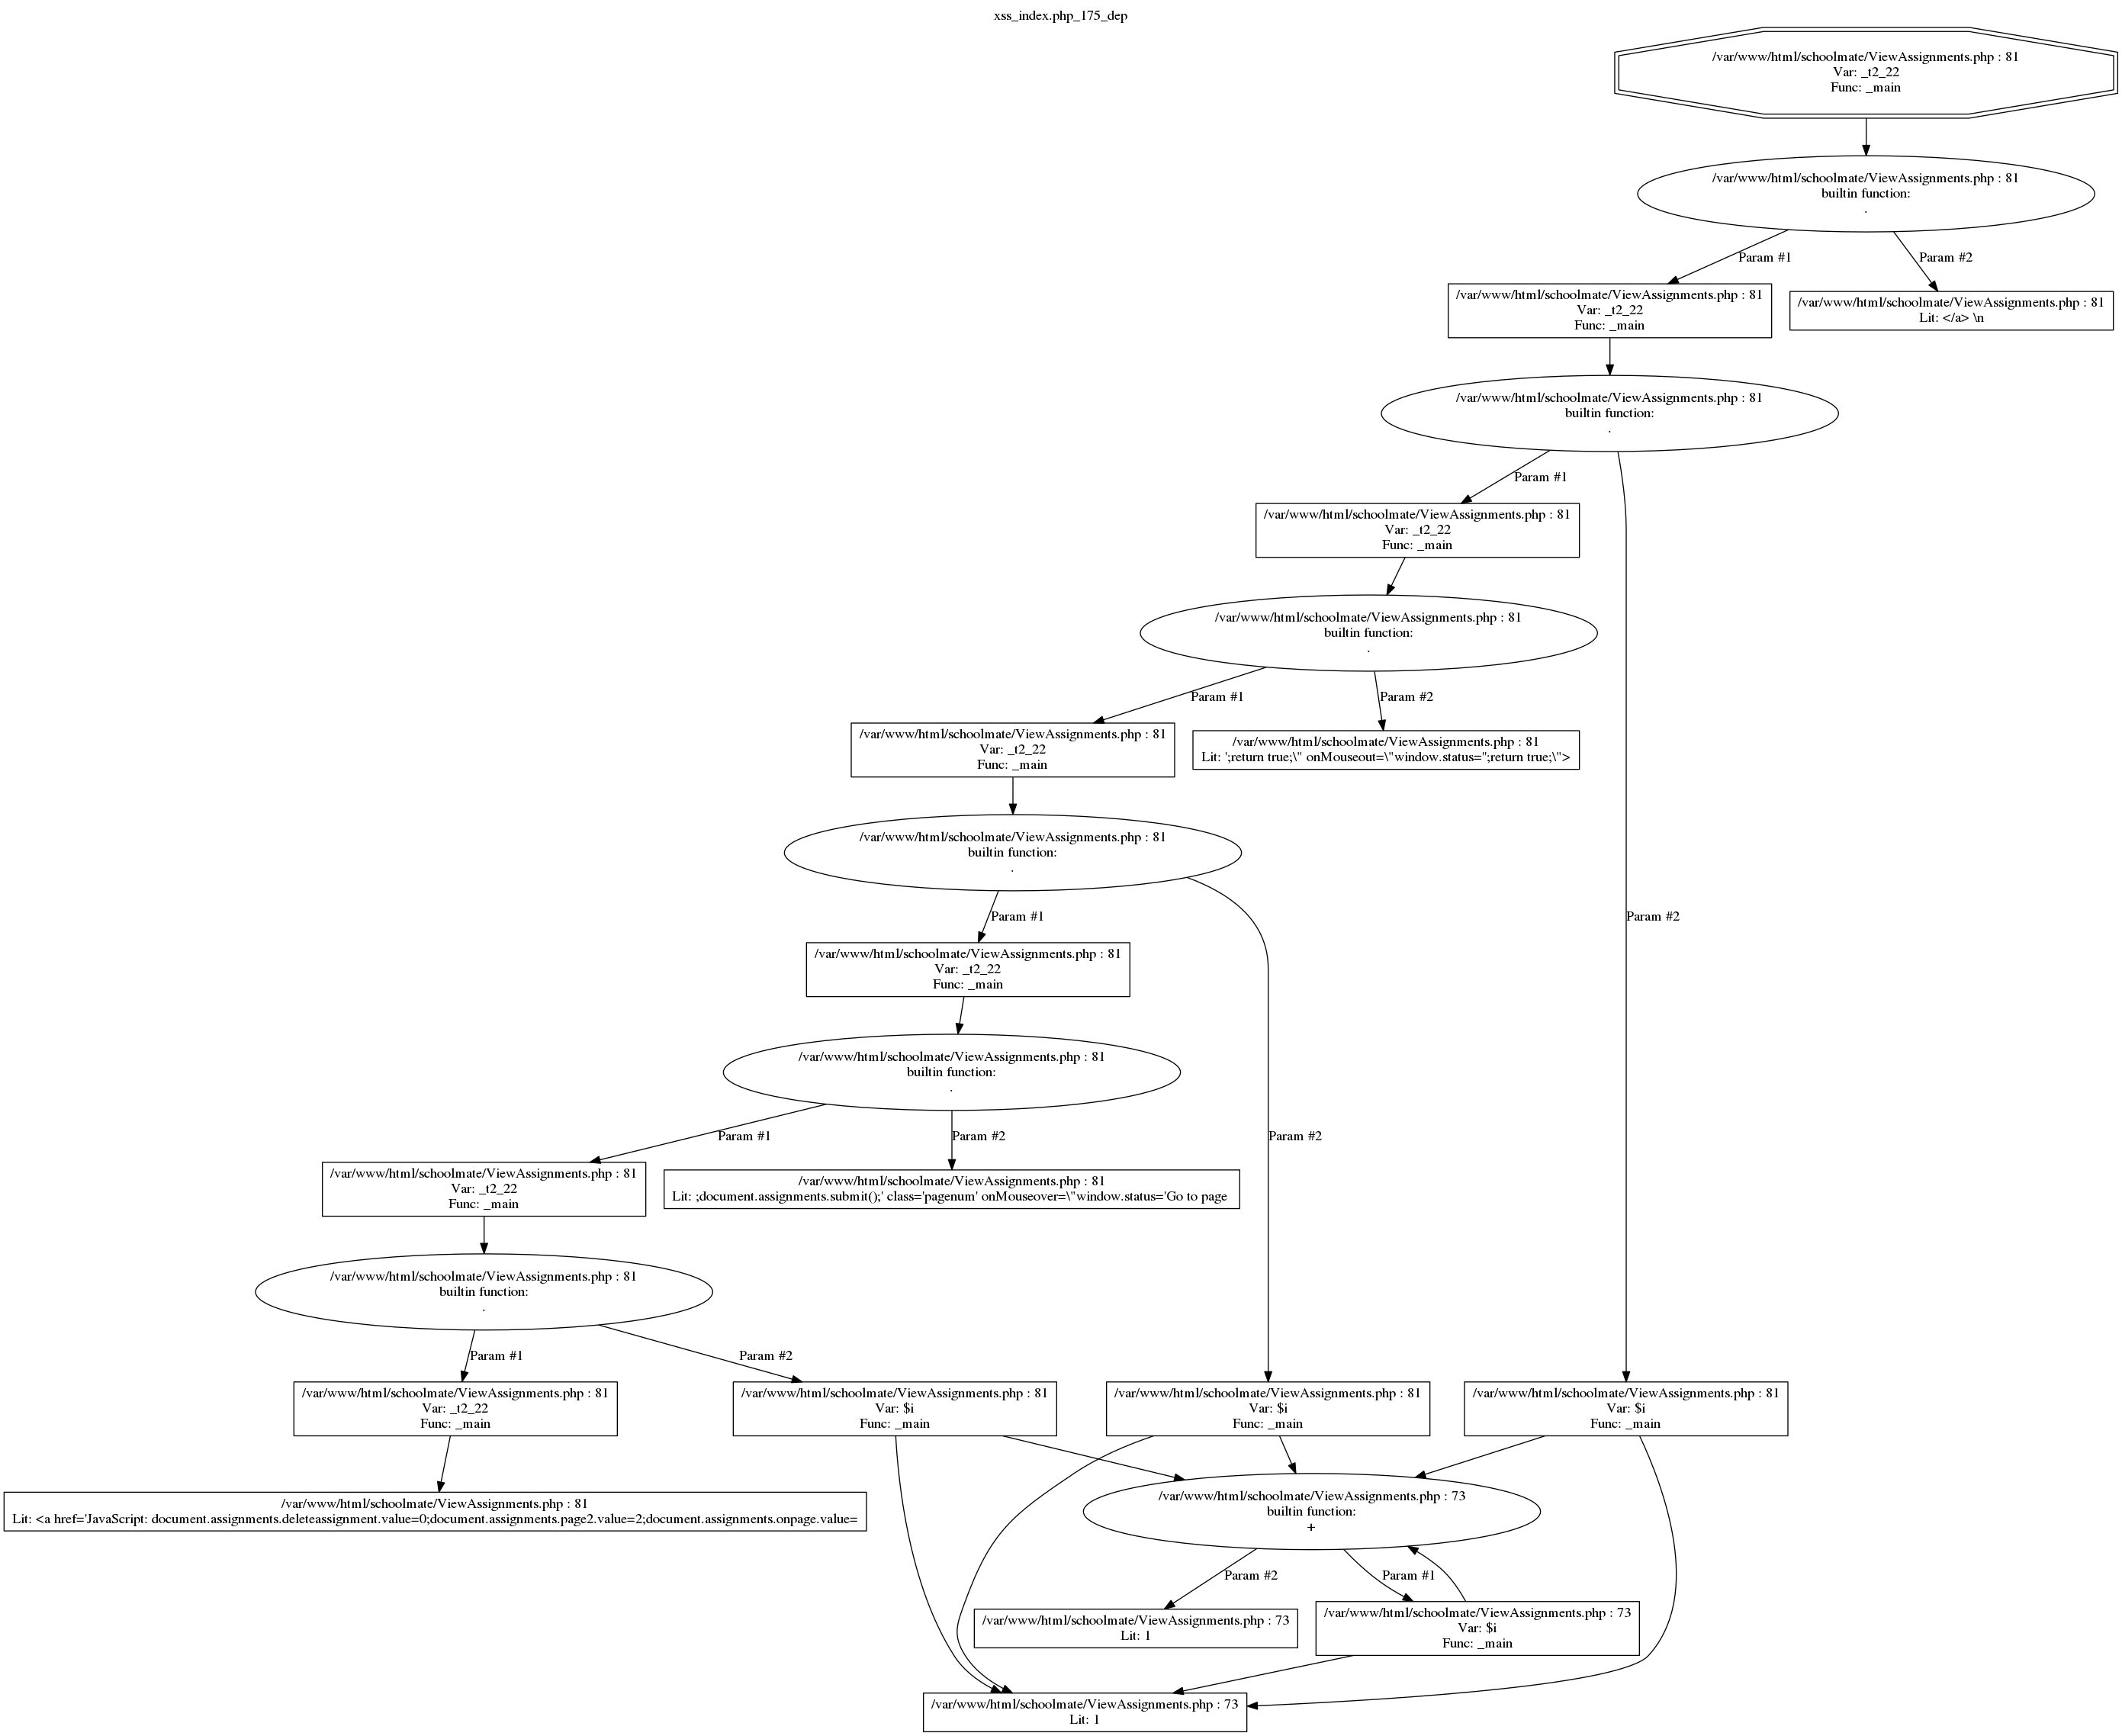 xss_index.php_175_dep
/var/www/html/schoolmate/ViewAssignments.php : 81
Var: _t2_22
Func: _main
/var/www/html/schoolmate/ViewAssignments.php : 81
builtin function:
.
Param #1
Param #2
/var/www/html/schoolmate/ViewAssignments.php : 81
Var: _t2_22
Func: _main
/var/www/html/schoolmate/ViewAssignments.php : 81
Lit: </a> \n
/var/www/html/schoolmate/ViewAssignments.php : 81
builtin function:
.
Param #1
/var/www/html/schoolmate/ViewAssignments.php : 81
Var: _t2_22
Func: _main
/var/www/html/schoolmate/ViewAssignments.php : 81
builtin function:
.
Param #1
Param #2
/var/www/html/schoolmate/ViewAssignments.php : 81
Var: _t2_22
Func: _main
/var/www/html/schoolmate/ViewAssignments.php : 81
Lit: ';return true;\" onMouseout=\"window.status='';return true;\">
/var/www/html/schoolmate/ViewAssignments.php : 81
builtin function:
.
Param #1
Param #2
/var/www/html/schoolmate/ViewAssignments.php : 81
Var: _t2_22
Func: _main
/var/www/html/schoolmate/ViewAssignments.php : 81
builtin function:
.
Param #1
Param #2
Param #2
/var/www/html/schoolmate/ViewAssignments.php : 81
Var: _t2_22
Func: _main
/var/www/html/schoolmate/ViewAssignments.php : 81
Lit: ;document.assignments.submit();' class='pagenum' onMouseover=\"window.status='Go to page
/var/www/html/schoolmate/ViewAssignments.php : 81
builtin function:
.
Param #1
Param #2
/var/www/html/schoolmate/ViewAssignments.php : 81
Var: _t2_22
Func: _main
/var/www/html/schoolmate/ViewAssignments.php : 81
Var: $i
Func: _main
/var/www/html/schoolmate/ViewAssignments.php : 81
Var: $i
Func: _main
/var/www/html/schoolmate/ViewAssignments.php : 81
Var: $i
Func: _main
/var/www/html/schoolmate/ViewAssignments.php : 81
Lit: <a href='JavaScript: document.assignments.deleteassignment.value=0;document.assignments.page2.value=2;document.assignments.onpage.value=
/var/www/html/schoolmate/ViewAssignments.php : 73
builtin function:
+
Param #2
Param #1
/var/www/html/schoolmate/ViewAssignments.php : 73
Lit: 1
/var/www/html/schoolmate/ViewAssignments.php : 73
Var: $i
Func: _main
/var/www/html/schoolmate/ViewAssignments.php : 73
Lit: 1